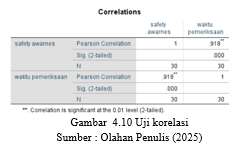 Correlations
safety awarnes waktu pemeriksaan
safety awarnes Pearson Correlation 1 .918**
Sig. (2-tailed) .000
N 30 30
waktu pemeriksaan Pearson Correlation .918** 1
Sig. (2-tailed) .000
N 30 30
**. Correlation is significant at the 0.01 level (2-tailed).
Gambar 4.10 Uji korelasi
Sumber : Olahan Penulis (2025)